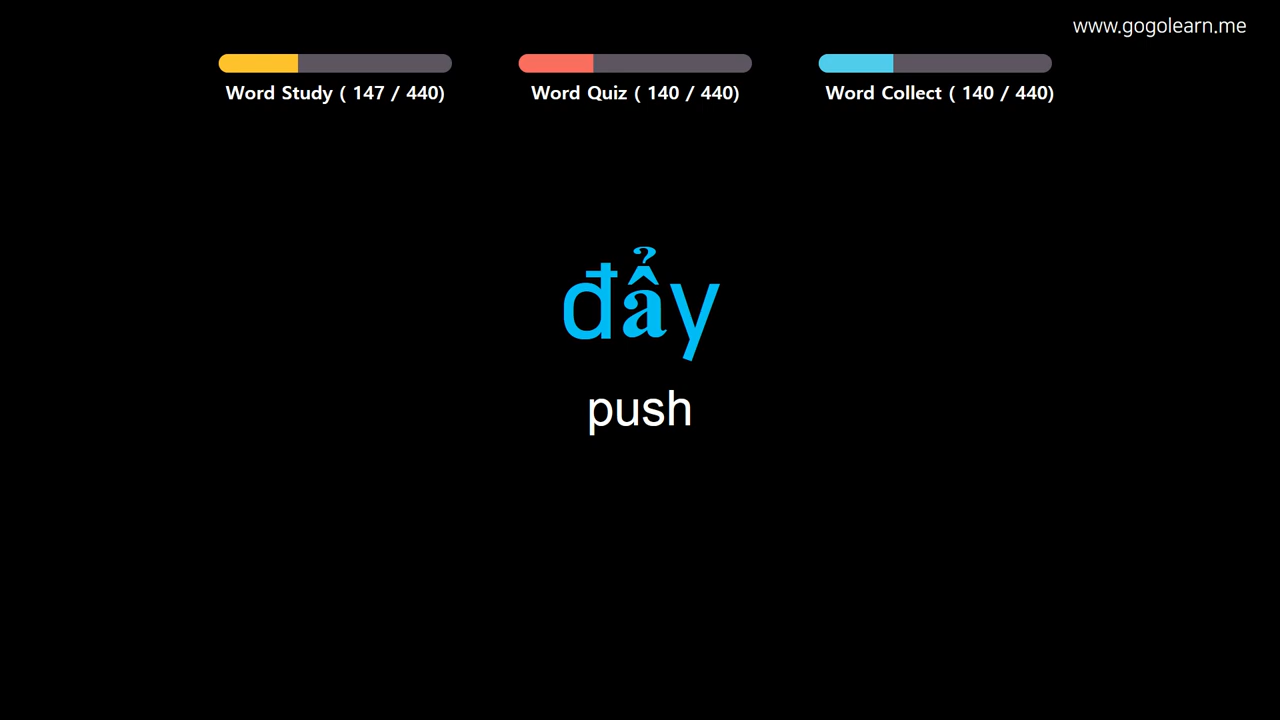 www.gogolearn.me
Word Study ( 147 / 440)
Word Quiz ( 140 / 440)
Word Collect ( 140 / 440)
đẩy
push